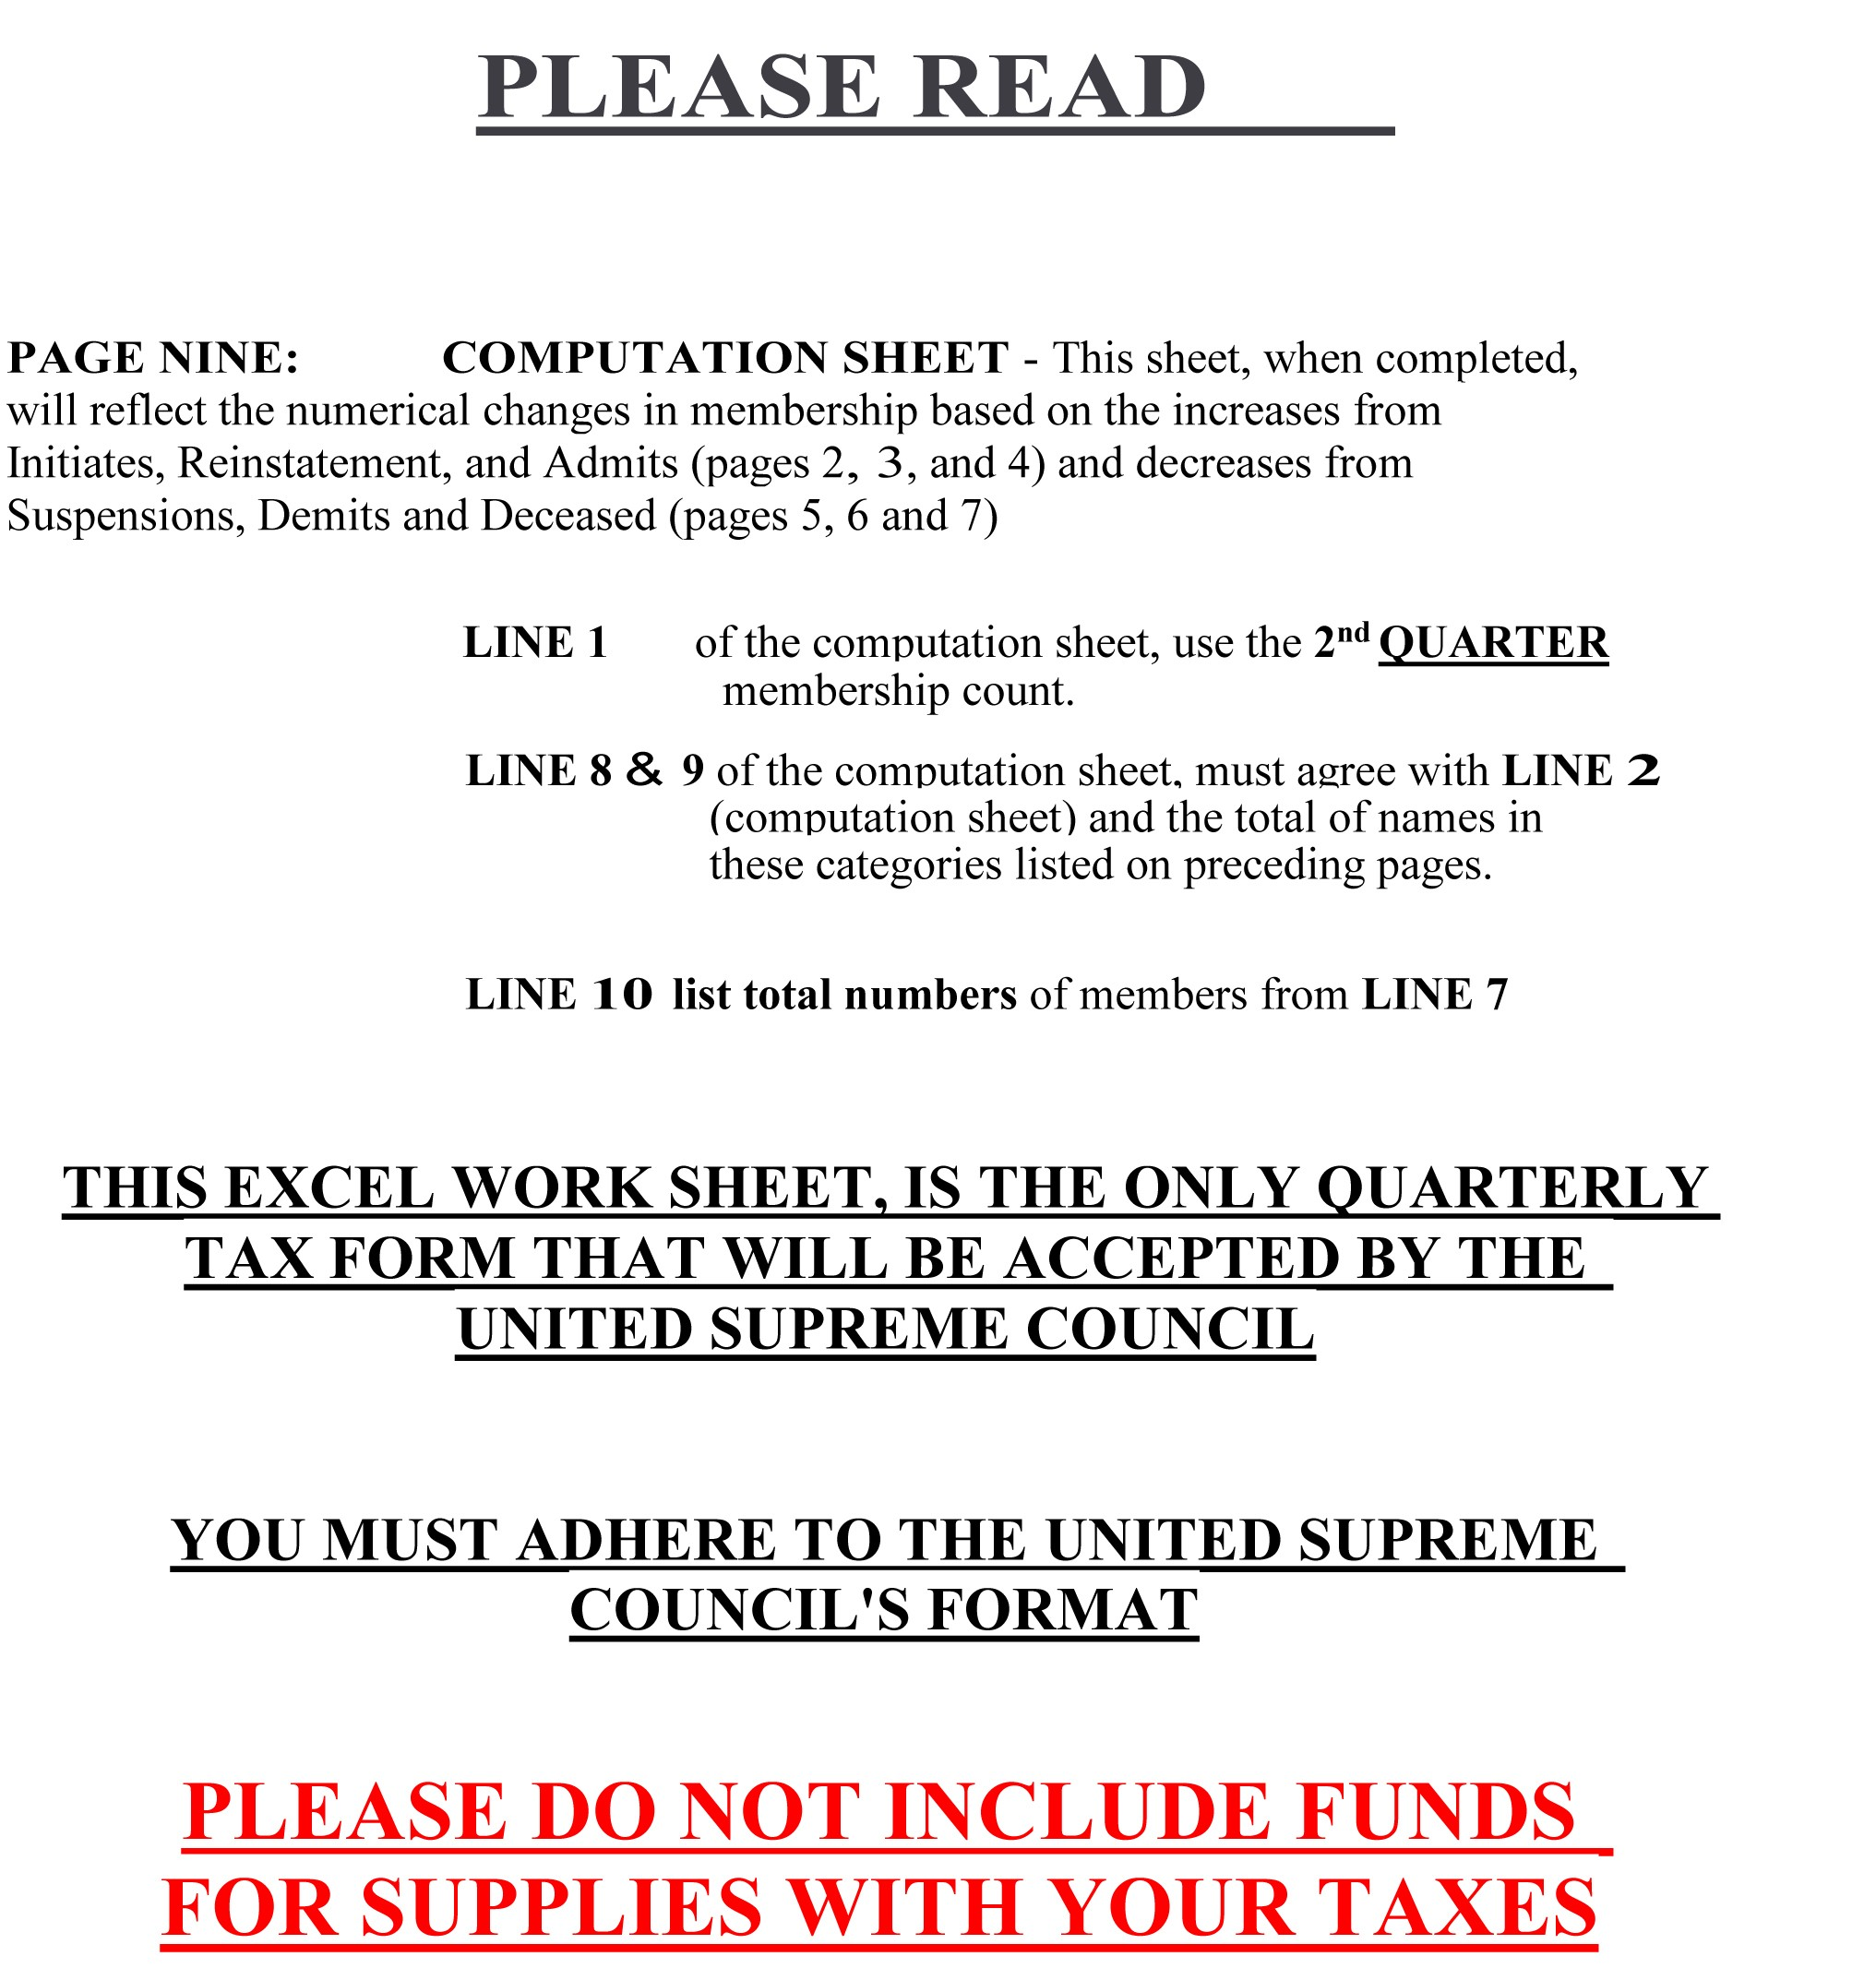 PLEASE READ
PAGE NINE: COMPUTATION SHEET - This sheet, when completed,
will reflect the numerical changes in membership based on the increases from
Initiates, Reinstatement, and Admits (pages 2, 3, and 4) and decreases from
Suspensions, Demits and Deceased (pages 5, 6 and 7)
LINE 1 of the computation sheet, use the 2nd QUARTER
membership count.
LINE 8 & 9 of the computation sheet, must agree with LINE 2
(computation sheet) and the total of names in
these categories listed on preceding pages.
LINE 10 list total numbers of members from LINE 7
THIS EXCEL WORK SHEET, IS THE ONLY QUARTERLY
TAX FORM THAT WILL BE ACCEPTED BY THE
UNITED SUPREME COUNCIL
YOU MUST ADHERE TO THE UNITED SUPREME
COUNCIL'S FORMAT
PLEASE DO NOT INCLUDE FUNDS
FOR SUPPLIES WITH YOUR TAXES